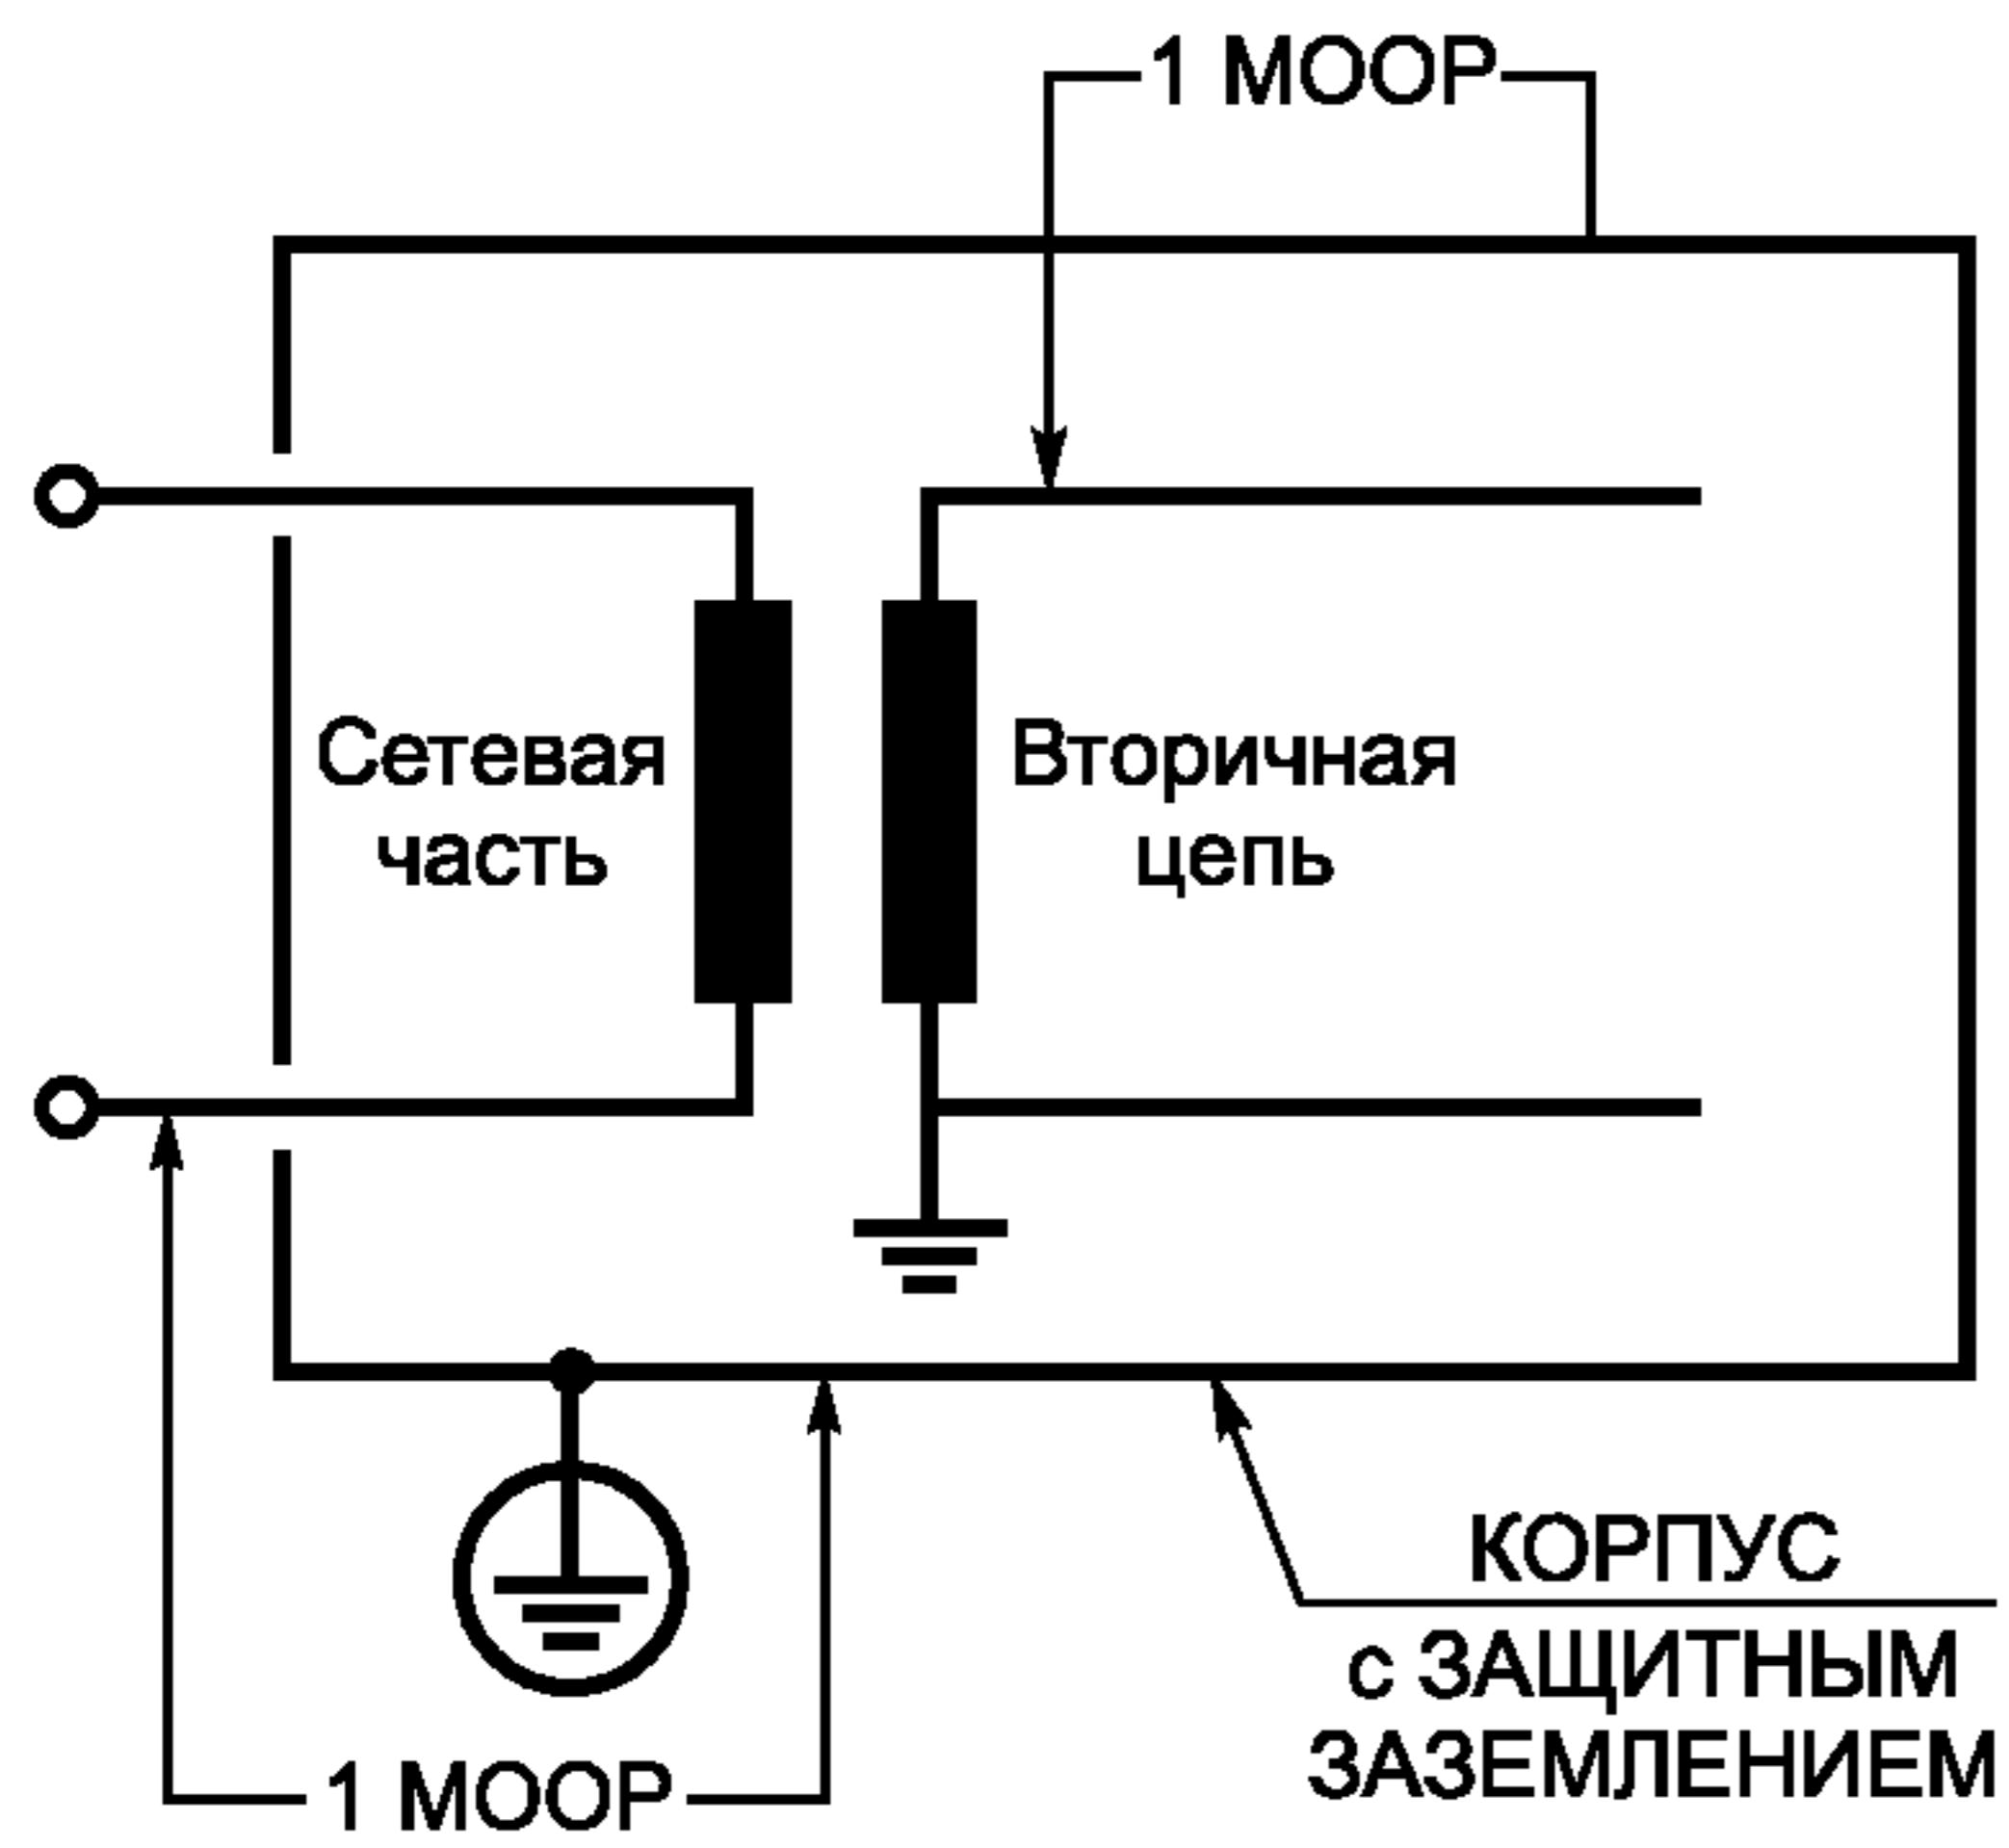 1 МООР
Сетевая
часть
Вторичная
цепь
КОРПУС
с ЗАЩИТНЫМ
ЗАЗЕМЛЕНИЕМ
1 МООР